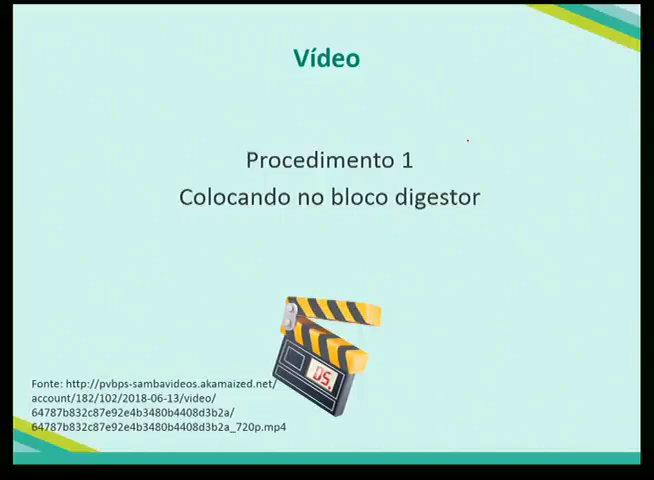 Vídeo
Procedimento 1
Colocando no bloco digestor
DS.
Fonte: http://pvbps-sambavideos.akamaized.net/
account/182/102/2018-06-13/video/
64787b832c87e92e4b3480b4408d3b2a/
64787b832c87e92e4b3480b4408d3b2a_720p.mp4